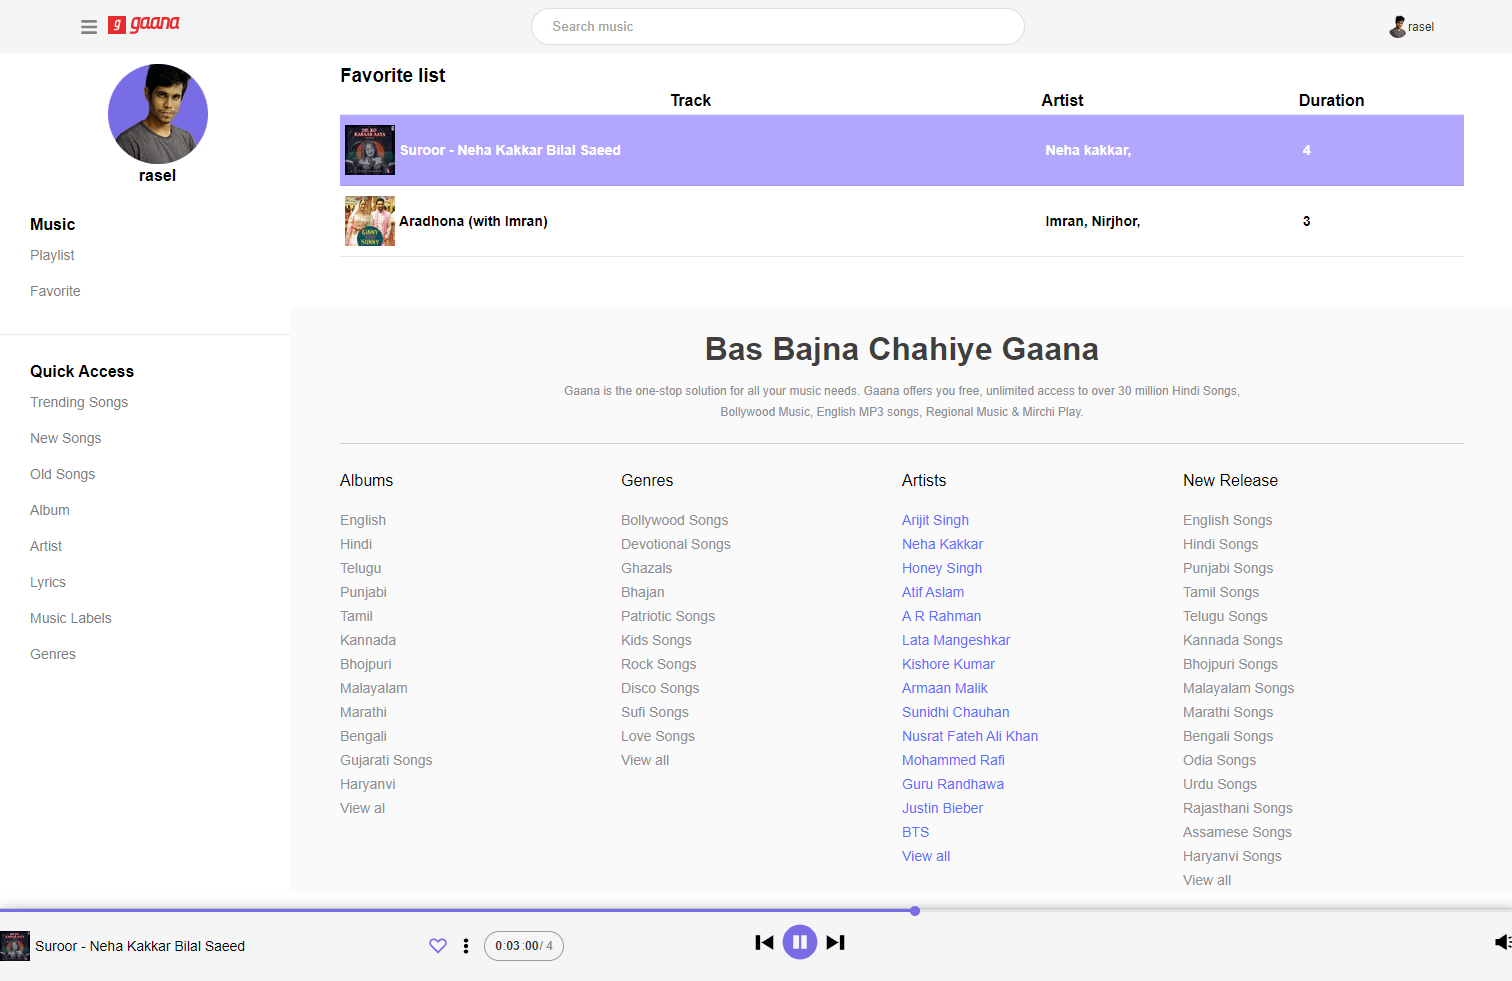 g gaana
Search music
rasel
rasel
Music
Playlist
Favorite
Quick Access
Trending Songs
New Songs
Old Songs
Album
Artist
Lyrics
Music Labels
Genres
Favorite list
Track Artist Duration
DIL KO
KARAAR AAYA
Suroor - Neha Kakkar Bilal Saeed Neha kakkar, 4
GINNY
SUNNY
Aradhona (with Imran) Imran, Nirjhor, 3
Bas Bajna Chahiye Gaana
Gaana is the one-stop solution for all your music needs. Gaana offers you free, unlimited access to over 30 million Hindi Songs,
Bollywood Music, English MP3 songs, Regional Music & Mirchi Play.
Albums
English
Hindi
Telugu
Punjabi
Tamil
Kannada
Bhojpuri
Malayalam
Marathi
Bengali
Gujarati Songs
Haryanvi
View al
Genres
Bollywood Songs
Devotional Songs
Ghazals
Bhajan
Patriotic Songs
Kids Songs
Rock Songs
Disco Songs
Sufi Songs
Love Songs
View all
Artists
Arijit Singh
Neha Kakkar
Honey Singh
Atif Aslam
A R Rahman
Lata Mangeshkar
Kishore Kumar
Armaan Malik
Sunidhi Chauhan
Nusrat Fateh Ali Khan
Mohammed Rafi
Guru Randhawa
Justin Bieber
BTS
View all
New Release
English Songs
Hindi Songs
Punjabi Songs
Tamil Songs
Telugu Songs
Kannada Songs
Bhojpuri Songs
Malayalam Songs
Marathi Songs
Bengali Songs
Odia Songs
Urdu Songs
Rajasthani Songs
Assamese Songs
Haryanvi Songs
View all
Suroor - Neha Kakkar Bilal Saeed
0:03 :00/ 4